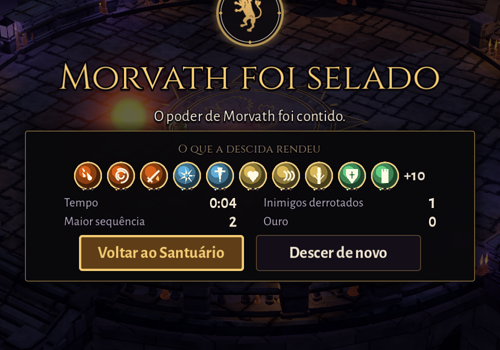 MORVATH FOI SELADO
O poder de Morvath foi contido.
O QUE A DESCIDA RENDEU
+10
Tempo 0:04 Inimigos derrotados 1
Maior sequência 2 Ouro 0
Voltar ao Santuário Descer de novo